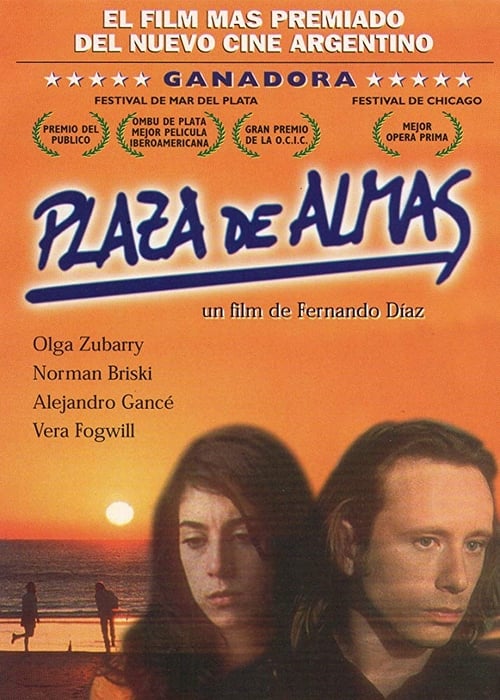 EL FILM MAS PREMIADO
DEL NUEVO CINE ARGENTINO
GANADORA
FESTIVAL DE MAR DEL PLATA
FESTIVAL DE CHICAGO
PREMIO DEL
PUBLICO
OMBU DE PLATA
MEJOR PELICULA
IBEROAMERICANA
GRAN PREMIO
DE LA O.C.I.C.
MEJOR
OPERA PRIMA
PLAZA DE ALMAS
un film de Fernando Díaz
Olga Zubarry
Norman Briski
Alejandro Gancé
Vera Fogwill